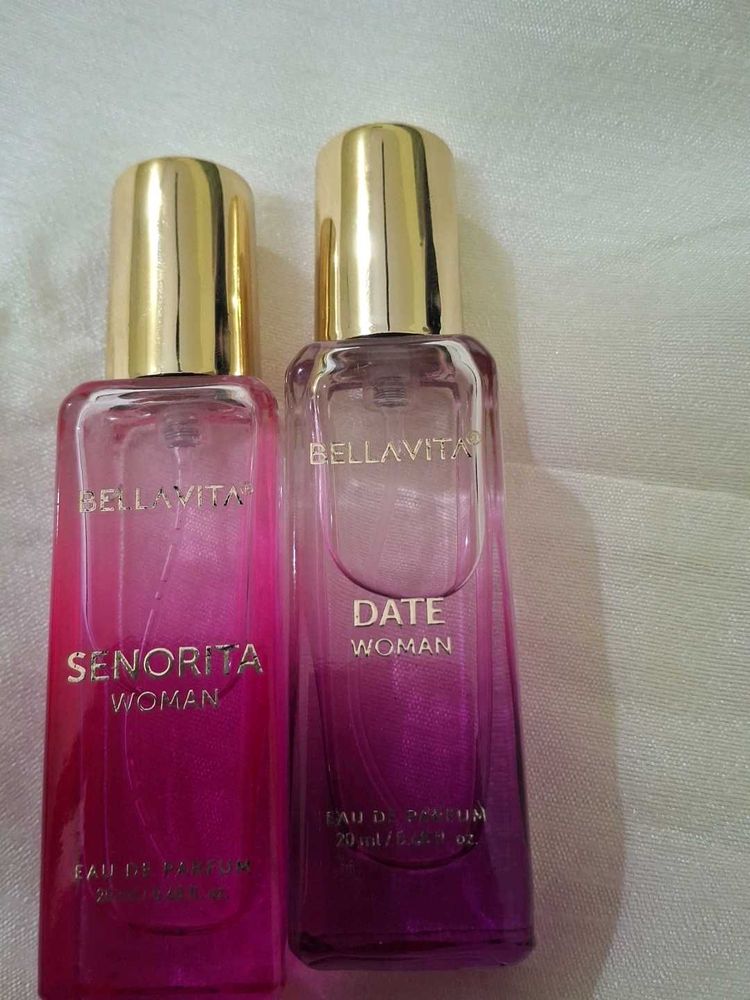 BELLAVITA®
SENORITA
WOMAN
EAU DE PARFUM
BELLAVITA®
DATE
WOMAN
EAU DE PARFUM
20 ml / 0.68 fl. oz.